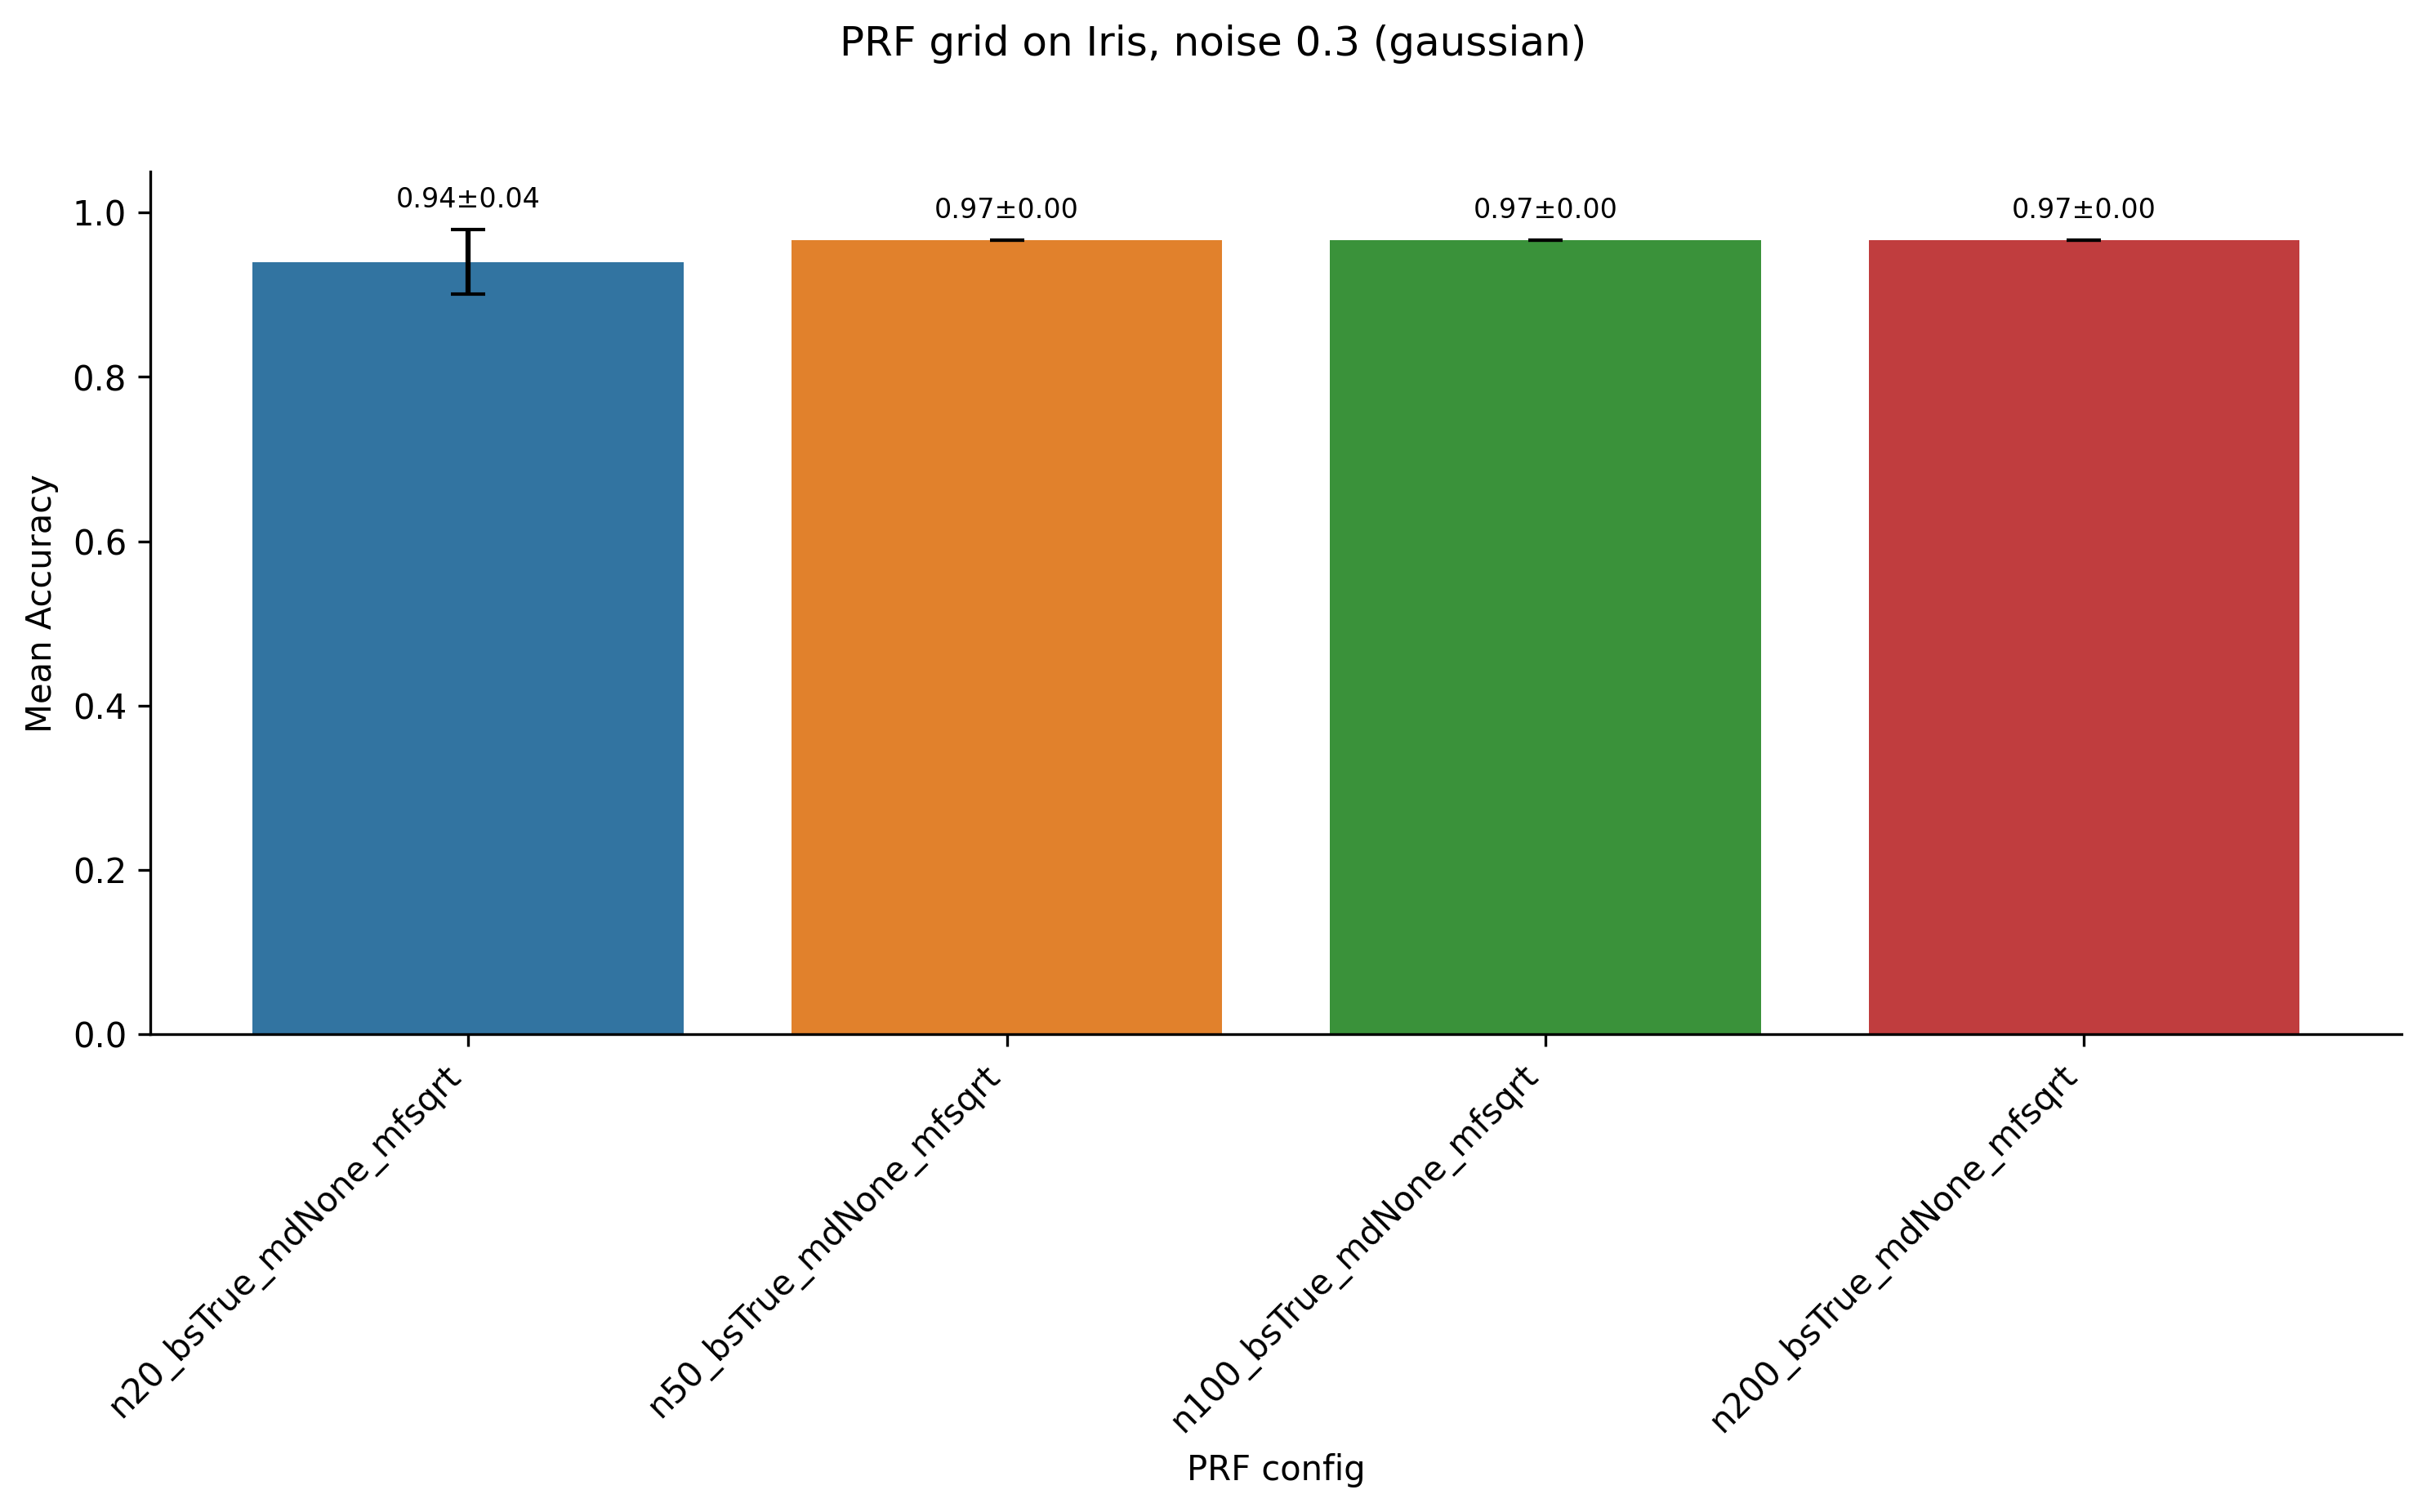 PRF grid on Iris, noise 0.3 (gaussian)
0.94±0.04
0.97±0.00
0.97±0.00
0.97±0.00
Mean Accuracy
1.0
0.8
0.6
0.4
0.2
0.0
n20_bsTrue_mdNone_mfsqrt
n50_bsTrue_mdNone_mfsqrt
n100_bsTrue_mdNone_mfsqrt
n200_bsTrue_mdNone_mfsqrt
PRF config